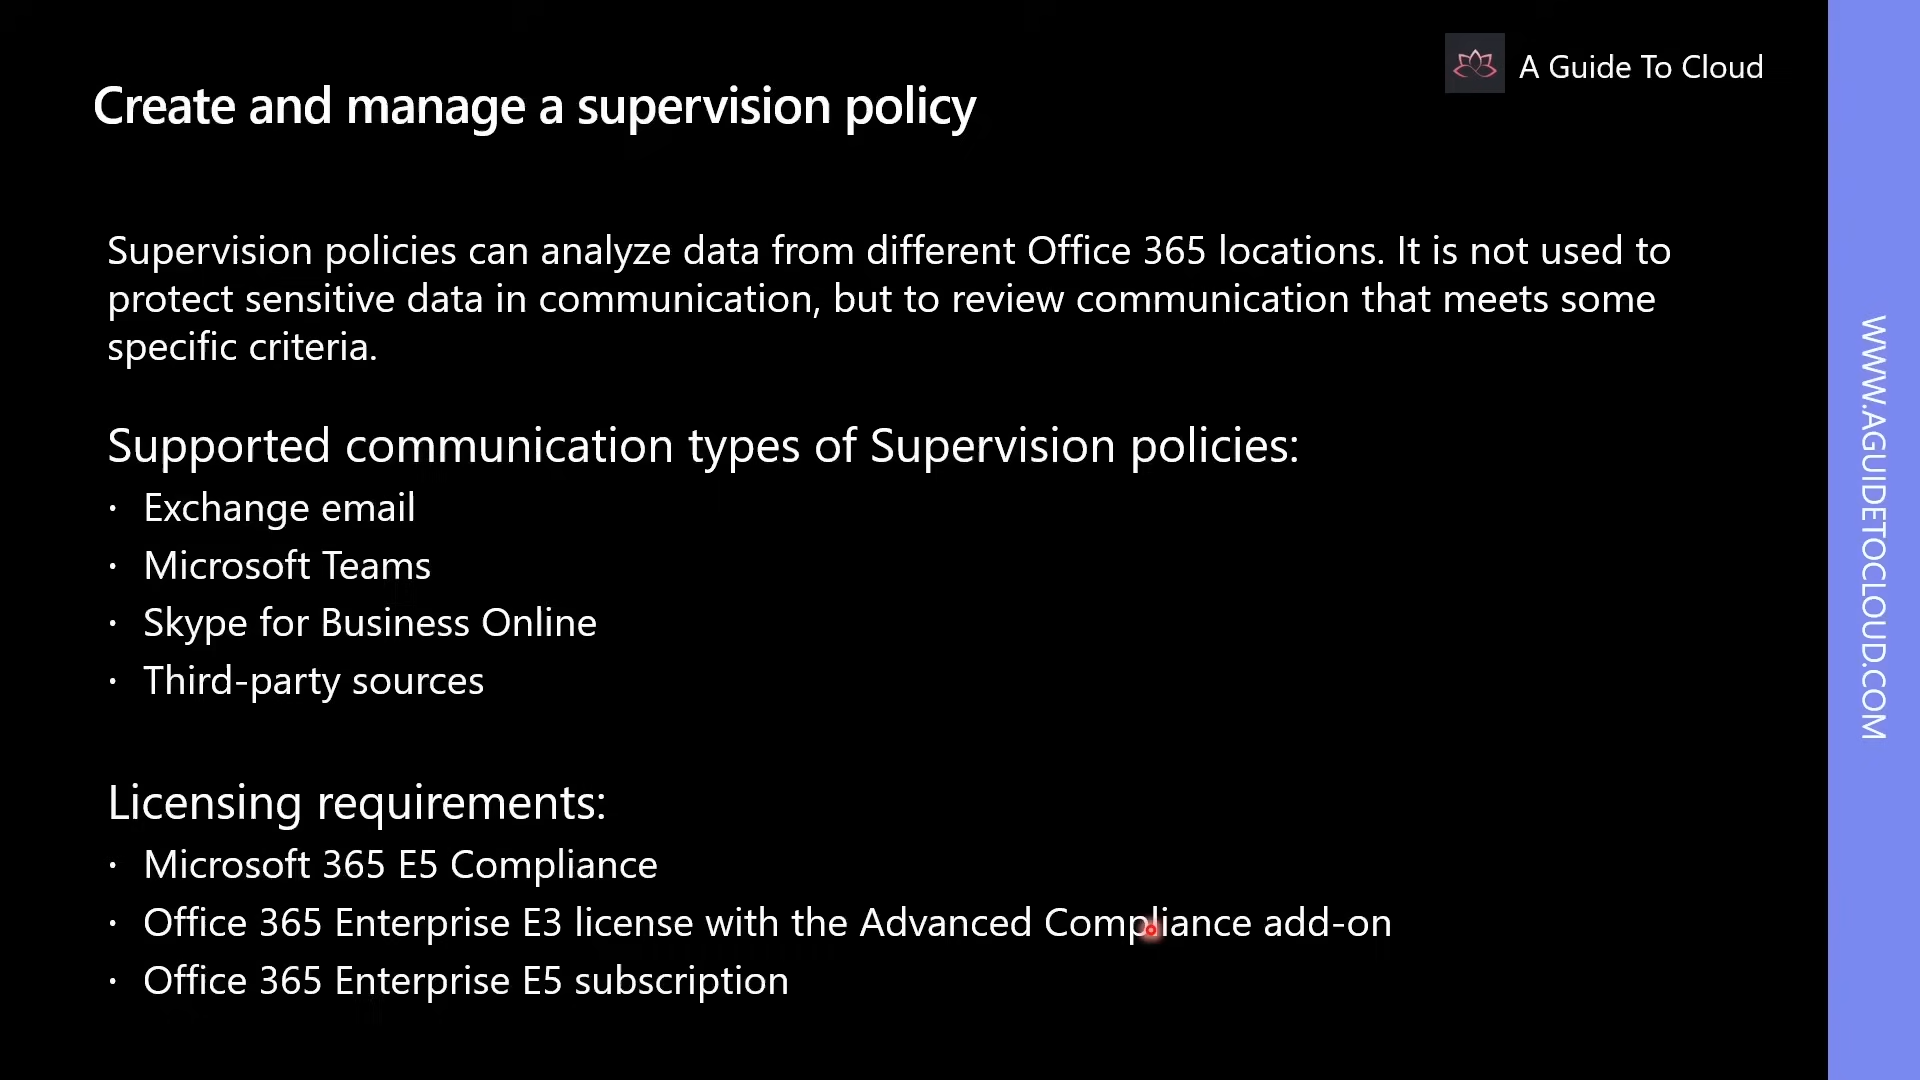 A Guide To Cloud
Create and manage a supervision policy
Supervision policies can analyze data from different Office 365 locations. It is not used to
protect sensitive data in communication, but to review communication that meets some
specific criteria.
Supported communication types of Supervision policies:
· Exchange email
· Microsoft Teams
· Skype for Business Online
· Third-party sources
Licensing requirements:
· Microsoft 365 E5 Compliance
· Office 365 Enterprise E3 license with the Advanced Compliance add-on
· Office 365 Enterprise E5 subscription
WWW.AGUIDETOCLOUD.COM